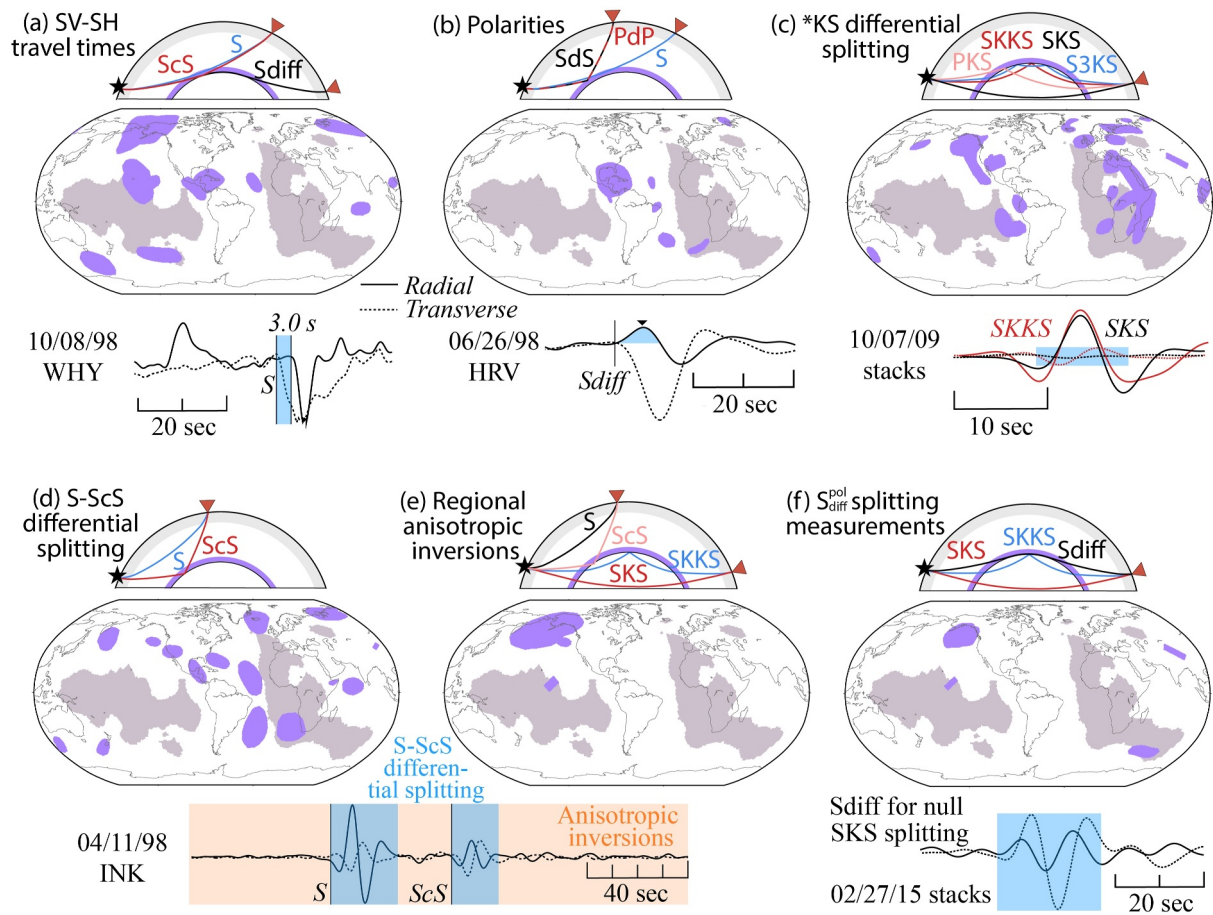 (a) SV-SH
travel times
S
ScS
Sdiff
(b) Polarities
PdP
SdS
S
(c) *KS differential
splitting
SKKS SKS
PKS
S3KS
Radial
Transverse
10/08/98
WHY
3.0 s
S
20 sec
06/26/98
HRV
Sdiff
20 sec
10/07/09
stacks
SKKS
SKS
10 sec
(d) S-ScS
differential
splitting
S
ScS
(e) Regional
anisotropic
inversions
S
ScS
SKKS
SKS
(f) S^{pol}_{diff} splitting
measurements
SKS
SKKS
Sdiff
S-ScS
differen-
tial splitting
Anisotropic
inversions
04/11/98
INK
S
ScS
40 sec
Sdiff for null
SKS splitting
02/27/15 stacks
20 sec